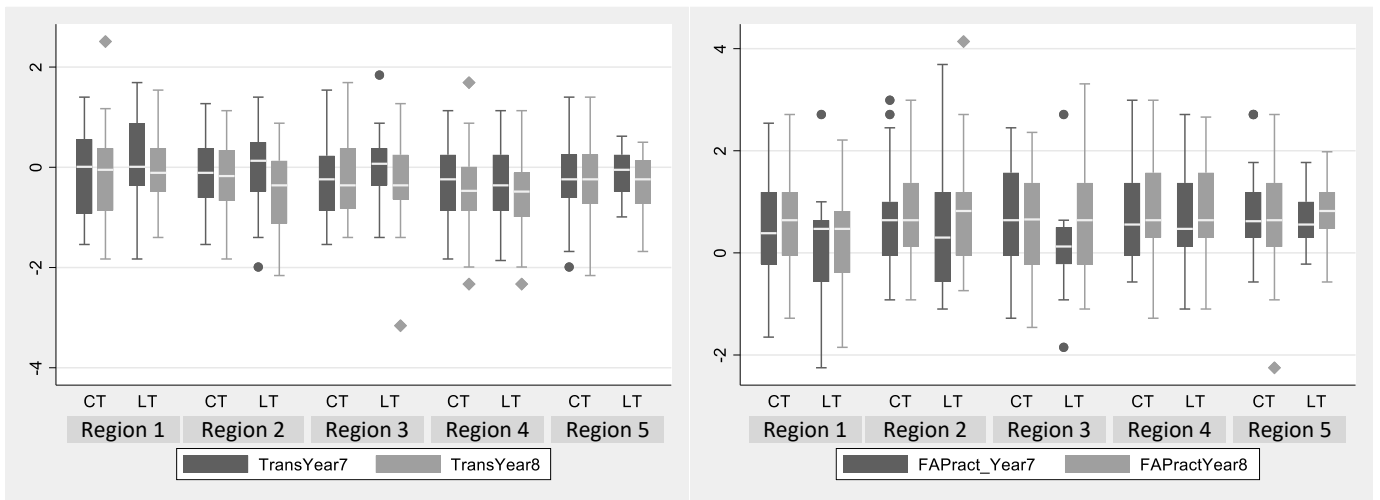 2
0
-2
-4
CT LT CT LT CT LT CT LT CT LT
Region 1 Region 2 Region 3 Region 4 Region 5
TransYear7 TransYear8
4
2
0
-2
CT LT CT LT CT LT CT LT CT LT
Region 1 Region 2 Region 3 Region 4 Region 5
FAPract_Year7 FAPractYear8